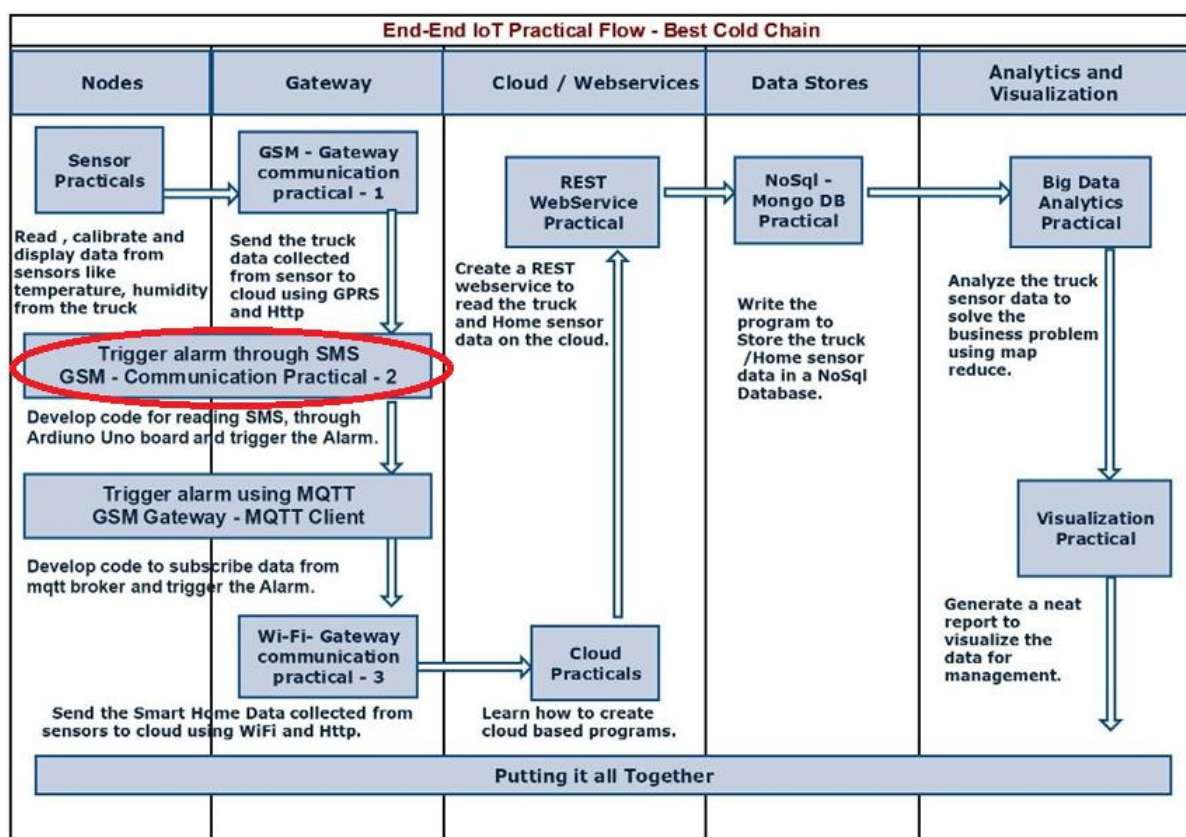 End-End IoT Practical Flow - Best Cold Chain
Nodes
Gateway
Cloud / Webservices
Data Stores
Analytics and
Visualization
Sensor
Practicals
Read , calibrate and
display data from
sensors like
temperature, humidity
from the truck
GSM - Gateway
communication
practical - 1
Send the truck
data collected
from sensor to
cloud using GPRS
and Http
Trigger alarm through SMS
GSM - Communication Practical - 2
Develop code for reading SMS, through
Ardiuno Uno board and trigger the Alarm.
Trigger alarm using MQTT
GSM Gateway - MQTT Client
Develop code to subscribe data from
mqtt broker and trigger the Alarm.
Wi-Fi- Gateway
communication
practical - 3
Send the Smart Home Data collected from
sensors to cloud using WiFi and Http.
REST
WebService
Practical
Create a REST
webservice to
read the truck
and Home sensor
data on the cloud.
Cloud
Practicals
Learn how to create
cloud based programs.
NoSql -
Mongo DB
Practical
Write the
program to
Store the truck
/Home sensor
data in a NoSql
Database.
Big Data
Analytics
Practical
Analyze the truck
sensor data to
solve the
business problem
using map
reduce.
Visualization
Practical
Generate a neat
report to
visualize the
data for
management.
Putting it all Together